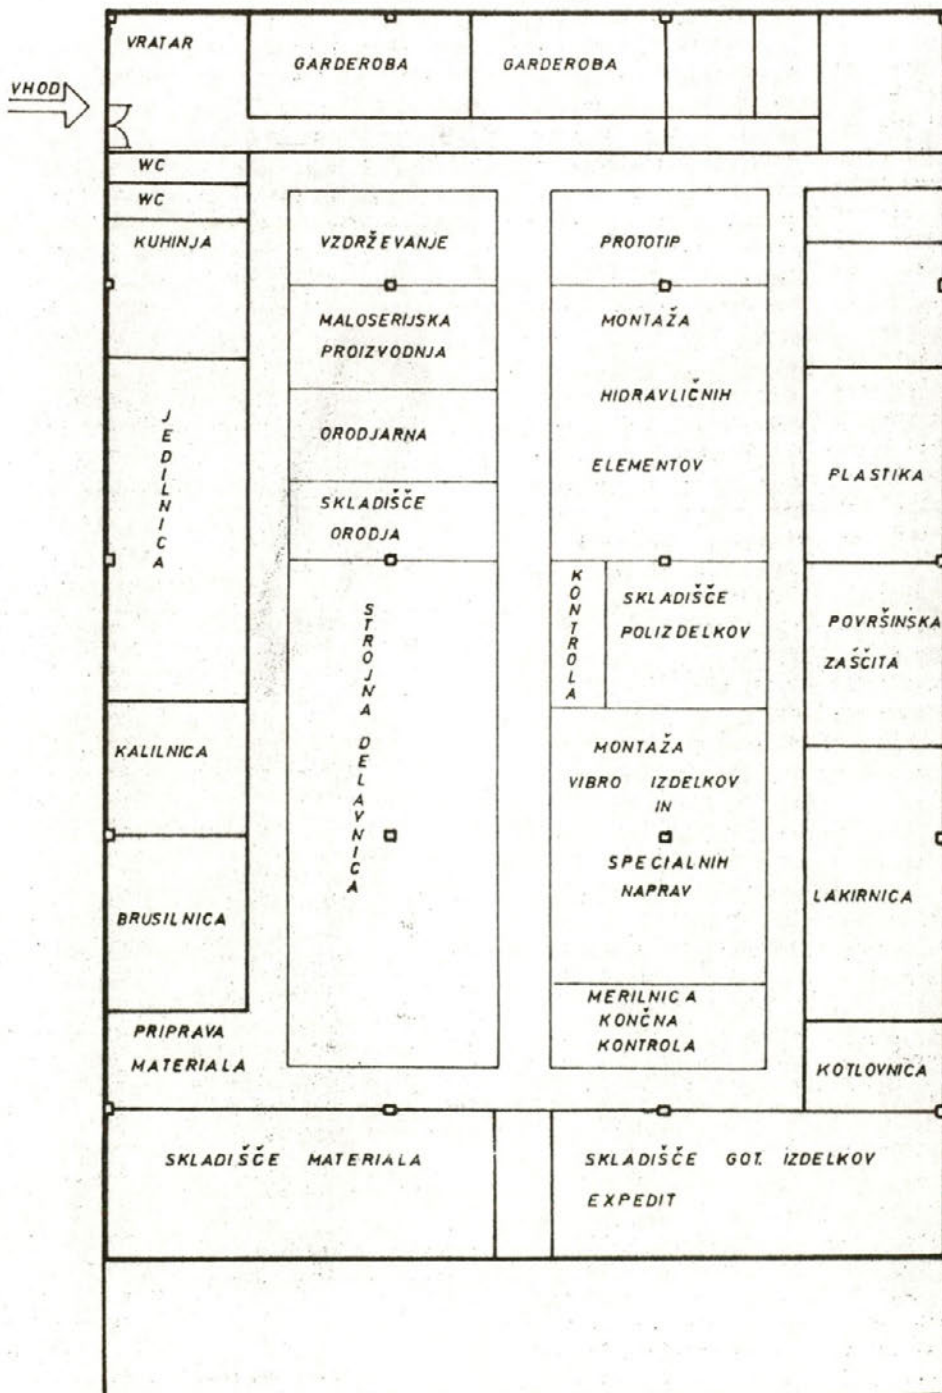 VRATAR
GARDEROBA
GARDEROBA
VHOD
WC
WC
KUHINJA
JEDILNICA
KALILNICA
BRUSILNICA
PRIPRAVA
MATERIALA
VZDRŽEVANJE
MALOSERIJSKA
PROIZVODNJA
ORODJARNA
SKLADIŠČE
ORODJA
STROJNA DELAVNICA
PROTOTIP
MONTAŽA
HIDRAVLIČNIH
ELEMENTOV
KONTROLA
SKLADIŠČE
POLIZDELKOV
MONTAŽA
VIBRO IZDELKOV
IN
SPECIALNIH
NAPRAV
MERILNICA
KONČNA
KONTROLA
PLASTIKA
POVRŠINSKA
ZAŠČITA
LAKIRNICA
KOTLOVNICA
SKLADIŠČE MATERIALA
SKLADIŠČE GOT. IZDELKOV
EXPEDIT